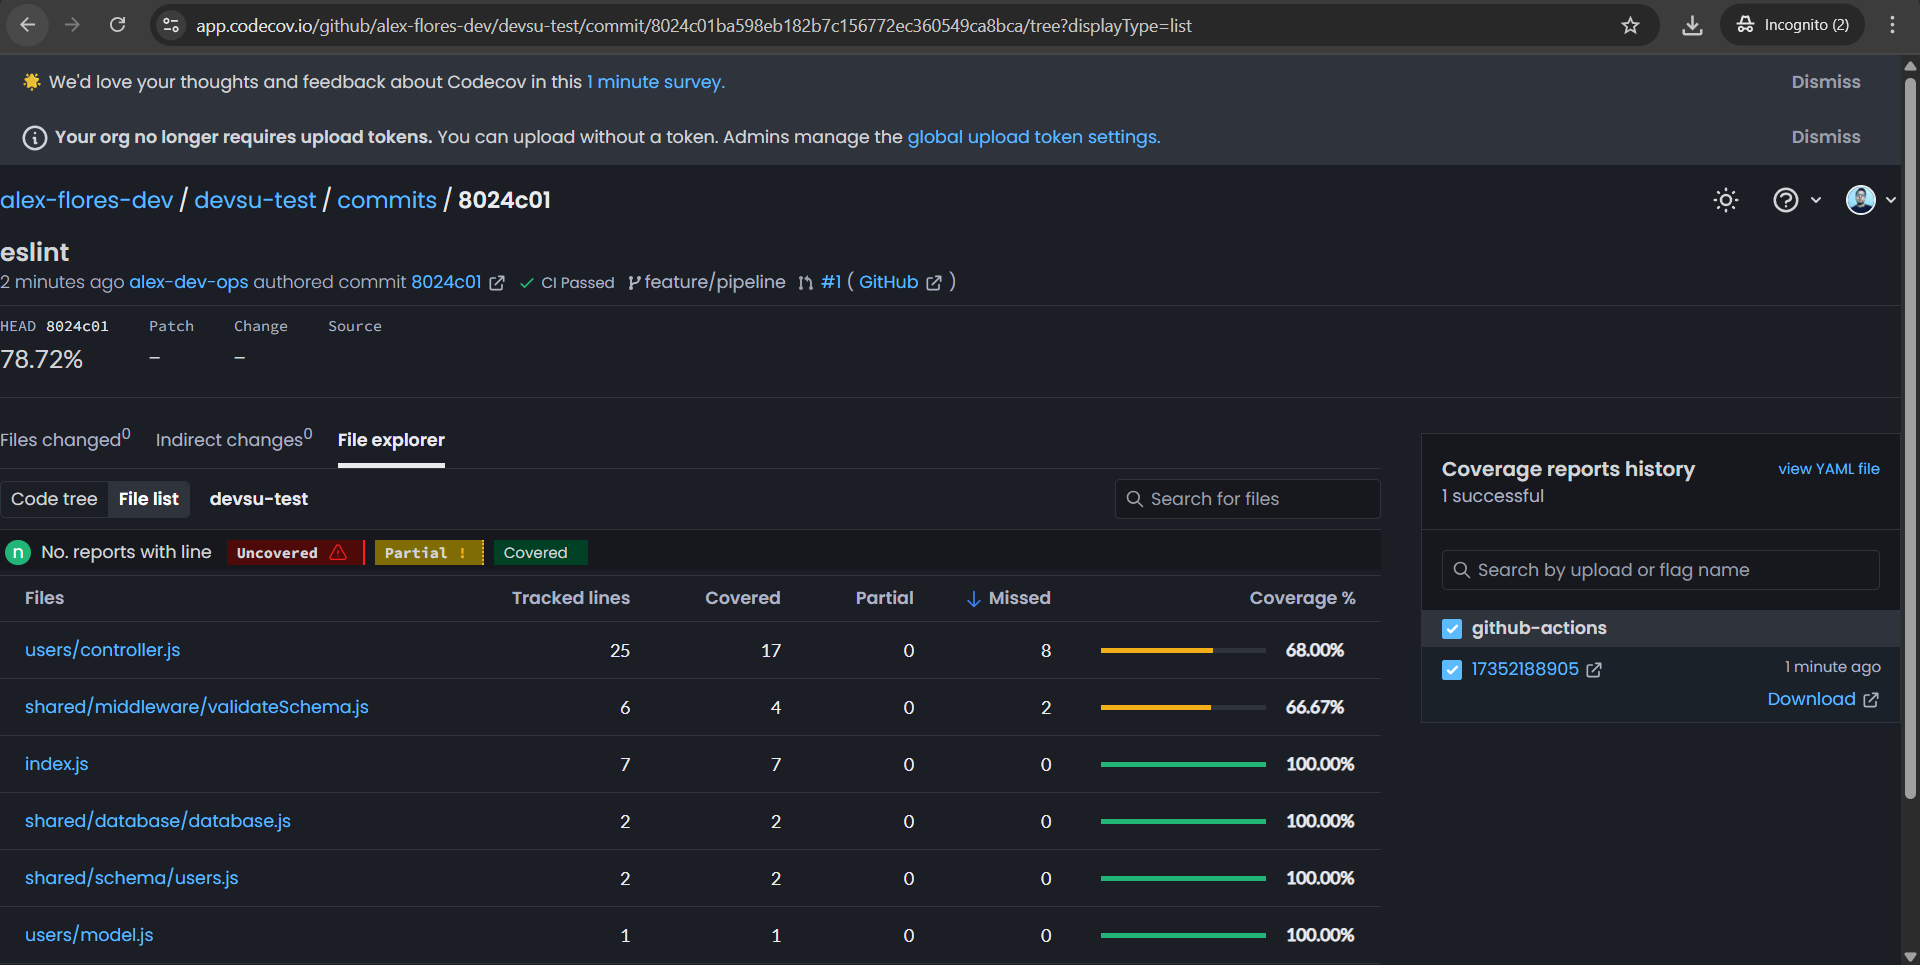 app.codecov.io/github/alex-flores-dev/devsu-test/commit/8024c01ba598eb182b7c156772ec360549ca8bca/tree?displayType=list
Incognito (2)
We'd love your thoughts and feedback about Codecov in this 1 minute survey.
Dismiss
Your org no longer requires upload tokens. You can upload without a token. Admins manage the global upload token settings.
Dismiss
alex-flores-dev / devsu-test / commits / 8024c01
eslint
2 minutes ago alex-dev-ops authored commit 8024c01 CI Passed feature/pipeline #1 ( GitHub )
HEAD 8024c01 Patch Change Source
78.72% – –
Files changed0 Indirect changes0 File explorer
Code tree File list devsu-test Search for files
n No. reports with line Uncovered Partial ! Covered
Files Tracked lines Covered Partial Missed Coverage %
users/controller.js 25 17 0 8 68.00%
shared/middleware/validateSchema.js 6 4 0 2 66.67%
index.js 7 7 0 0 100.00%
shared/database/database.js 2 2 0 0 100.00%
shared/schema/users.js 2 2 0 0 100.00%
users/model.js 1 1 0 0 100.00%
Coverage reports history view YAML file
1 successful
Search by upload or flag name
github-actions
17352188905 1 minute ago
Download